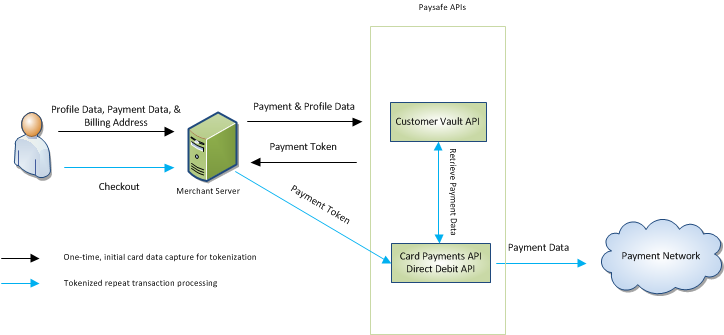 Paysafe APIs
Profile Data, Payment Data, &
Billing Address
Payment & Profile Data
Customer Vault API
Payment Token
Checkout
Merchant Server
Retrieve Payment Data
Payment Token
Card Payments API
Direct Debit API
Payment Data
Payment Network
One-time, initial card data capture for tokenization
Tokenized repeat transaction processing